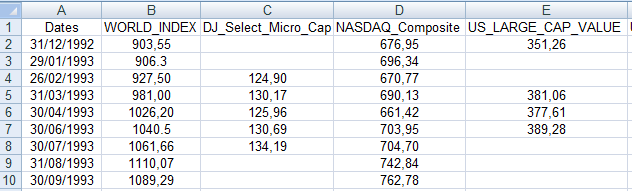 A B C D E
1 Dates WORLD_INDEX DJ_Select_Micro_Cap NASDAQ_Composite US_LARGE_CAP_VALUE
2 31/12/1992 903,55 676,95 351,26
3 29/01/1993 906.3 696,34
4 26/02/1993 927,50 124,90 670,77
5 31/03/1993 981,00 130,17 690,13 381,06
6 30/04/1993 1026,20 125,96 661,42 377,61
7 30/06/1993 1040.5 130,69 703,95 389,28
8 30/07/1993 1061,66 134,19 704,70
9 31/08/1993 1110,07 742,84
10 30/09/1993 1089,29 762,78